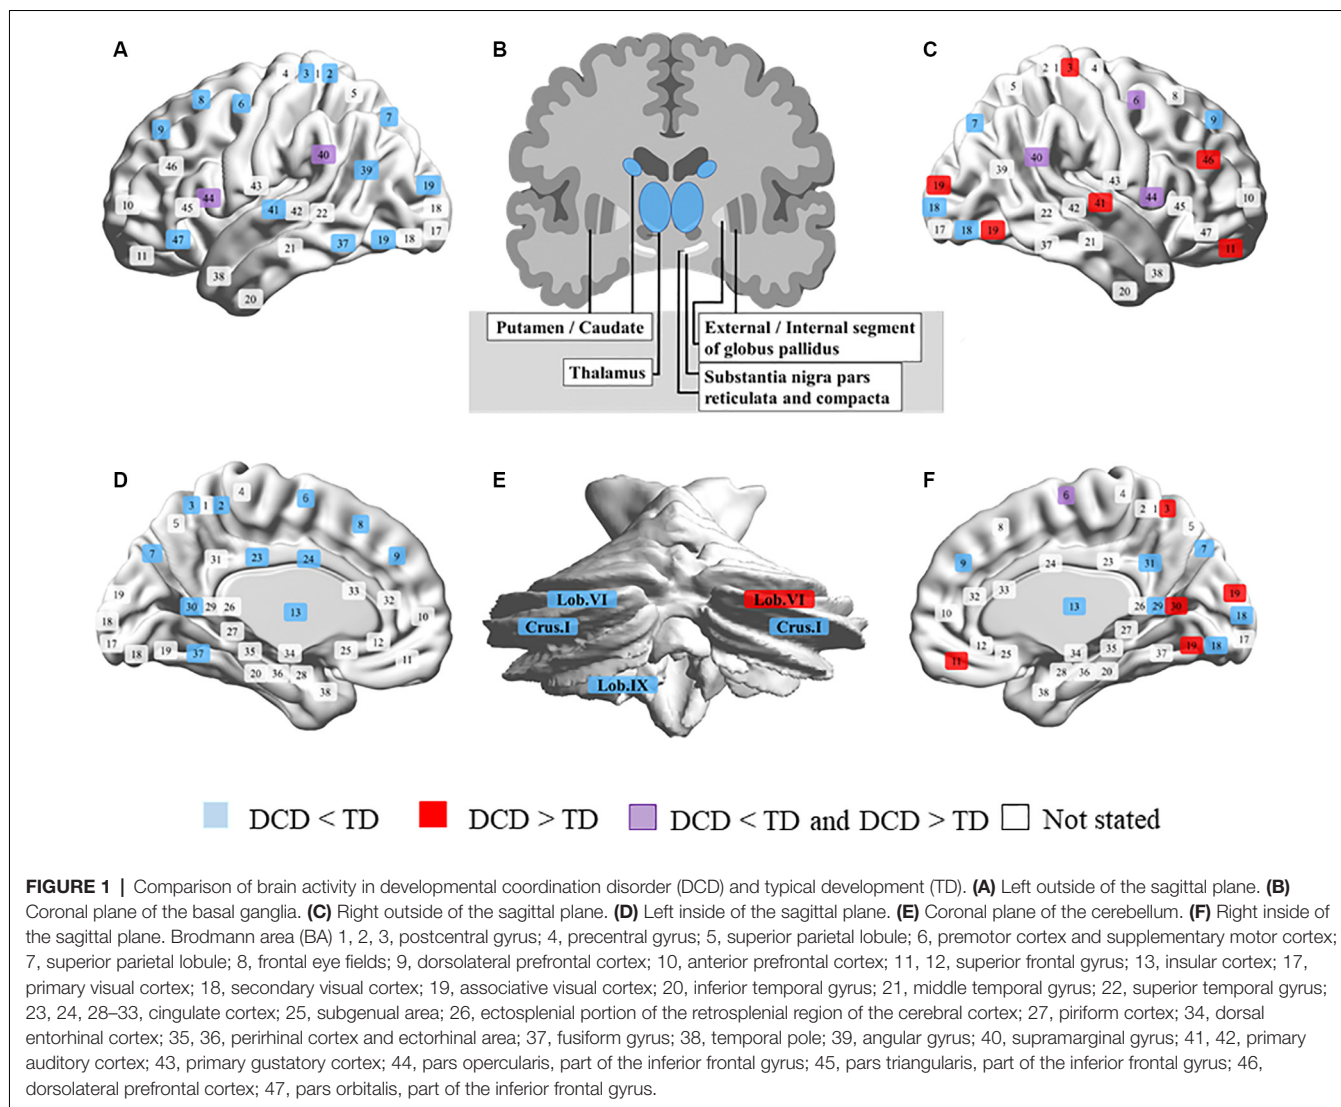 A
B
C
4 3 1 2
5
8
6
9
7
46
40
39
44
43
10
45
41
42
22
19
18
17
47
21
37
19
18
11
38
20
2 1 3 4
5
8
6
7
9
40
39
46
43
19
18
44
45
10
22
42
41
17
18
19
37
21
47
11
38
20
Putamen / Caudate
Thalamus
External / Internal segment
of globus pallidus
Substantia nigra pars
reticulata and compacta
D
E
F
4
3 1 2
6
5
8
7
31
23
24
9
19
30 29 26
13
33
32
10
18
17
18
19
37
27
35
34
25
12
11
20 36 28
38
Lob.VI
Lob.VI
Crus.I
Crus.I
Lob.IX
6
4
2 1 3
8
5
9
24
23
31
7
32
33
10
13
26 29 30
19
18
17
12
25
11
27
34
35
37
19
18
28 36 20
38
DCD < TD
DCD > TD
DCD < TD and DCD > TD
Not stated
FIGURE 1 | Comparison of brain activity in developmental coordination disorder (DCD) and typical development (TD). (A) Left outside of the sagittal plane. (B)
Coronal plane of the basal ganglia. (C) Right outside of the sagittal plane. (D) Left inside of the sagittal plane. (E) Coronal plane of the cerebellum. (F) Right inside of
the sagittal plane. Brodmann area (BA) 1, 2, 3, postcentral gyrus; 4, precentral gyrus; 5, superior parietal lobule; 6, premotor cortex and supplementary motor cortex;
7, superior parietal lobule; 8, frontal eye fields; 9, dorsolateral prefrontal cortex; 10, anterior prefrontal cortex; 11, 12, superior frontal gyrus; 13, insular cortex; 17,
primary visual cortex; 18, secondary visual cortex; 19, associative visual cortex; 20, inferior temporal gyrus; 21, middle temporal gyrus; 22, superior temporal gyrus;
23, 24, 28–33, cingulate cortex; 25, subgenual area; 26, ectosplenial portion of the retrosplenial region of the cerebral cortex; 27, piriform cortex; 34, dorsal
entorhinal cortex; 35, 36, perirhinal cortex and ectorhinal area; 37, fusiform gyrus; 38, temporal pole; 39, angular gyrus; 40, supramarginal gyrus; 41, 42, primary
auditory cortex; 43, primary gustatory cortex; 44, pars opercularis, part of the inferior frontal gyrus; 45, pars triangularis, part of the inferior frontal gyrus; 46,
dorsolateral prefrontal cortex; 47, pars orbitalis, part of the inferior frontal gyrus.